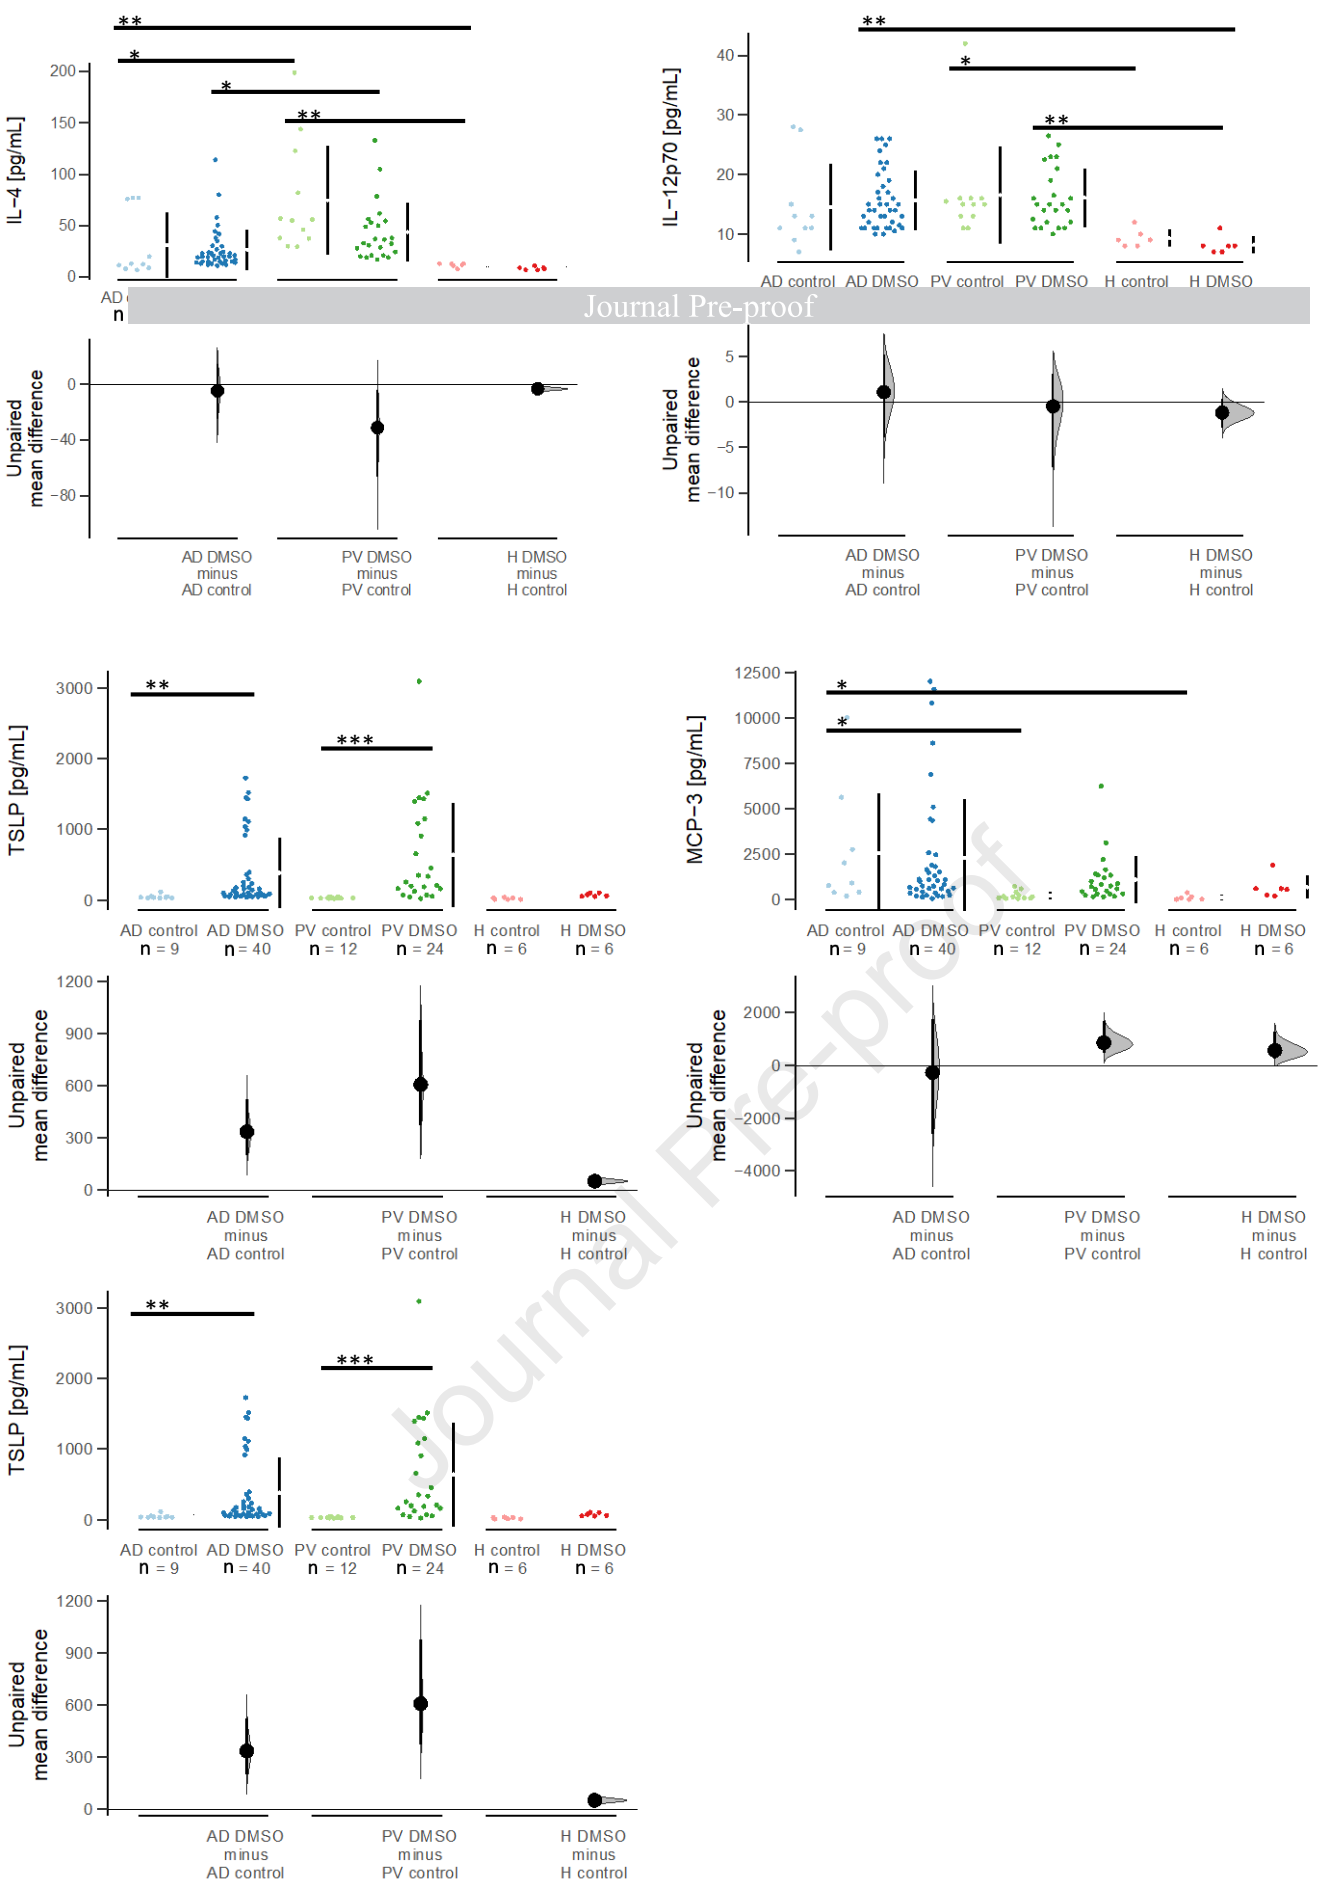 **
*
*
**
IL−4 [pg/mL]
200
150
100
50
0
AD
n
**
*
**
IL−12p70 [pg/mL]
40
30
20
10
AD control AD DMSO PV control PV DMSO H control H DMSO
Journal Pre-proof
Unpaired
mean difference
0
−40
−80
AD DMSO
minus
AD control
PV DMSO
minus
PV control
H DMSO
minus
H control
Unpaired
mean difference
5
0
−5
−10
AD DMSO
minus
AD control
PV DMSO
minus
PV control
H DMSO
minus
H control
**
***
TSLP [pg/mL]
3000
2000
1000
0
AD control AD DMSO PV control PV DMSO H control H DMSO
n = 9 n = 40 n = 12 n = 24 n = 6 n = 6
Unpaired
mean difference
1200
900
600
300
0
AD DMSO
minus
AD control
PV DMSO
minus
PV control
H DMSO
minus
H control
*
*
MCP−3 [pg/mL]
12500
10000
7500
5000
2500
0
AD control AD DMSO PV control PV DMSO H control H DMSO
n = 9 n = 40 n = 12 n = 24 n = 6 n = 6
Unpaired
mean difference
2000
0
−2000
−4000
AD DMSO
minus
AD control
PV DMSO
minus
PV control
H DMSO
minus
H control
Journal Pre-proof
**
***
TSLP [pg/mL]
3000
2000
1000
0
AD control AD DMSO PV control PV DMSO H control H DMSO
n = 9 n = 40 n = 12 n = 24 n = 6 n = 6
Unpaired
mean difference
1200
900
600
300
0
AD DMSO
minus
AD control
PV DMSO
minus
PV control
H DMSO
minus
H control